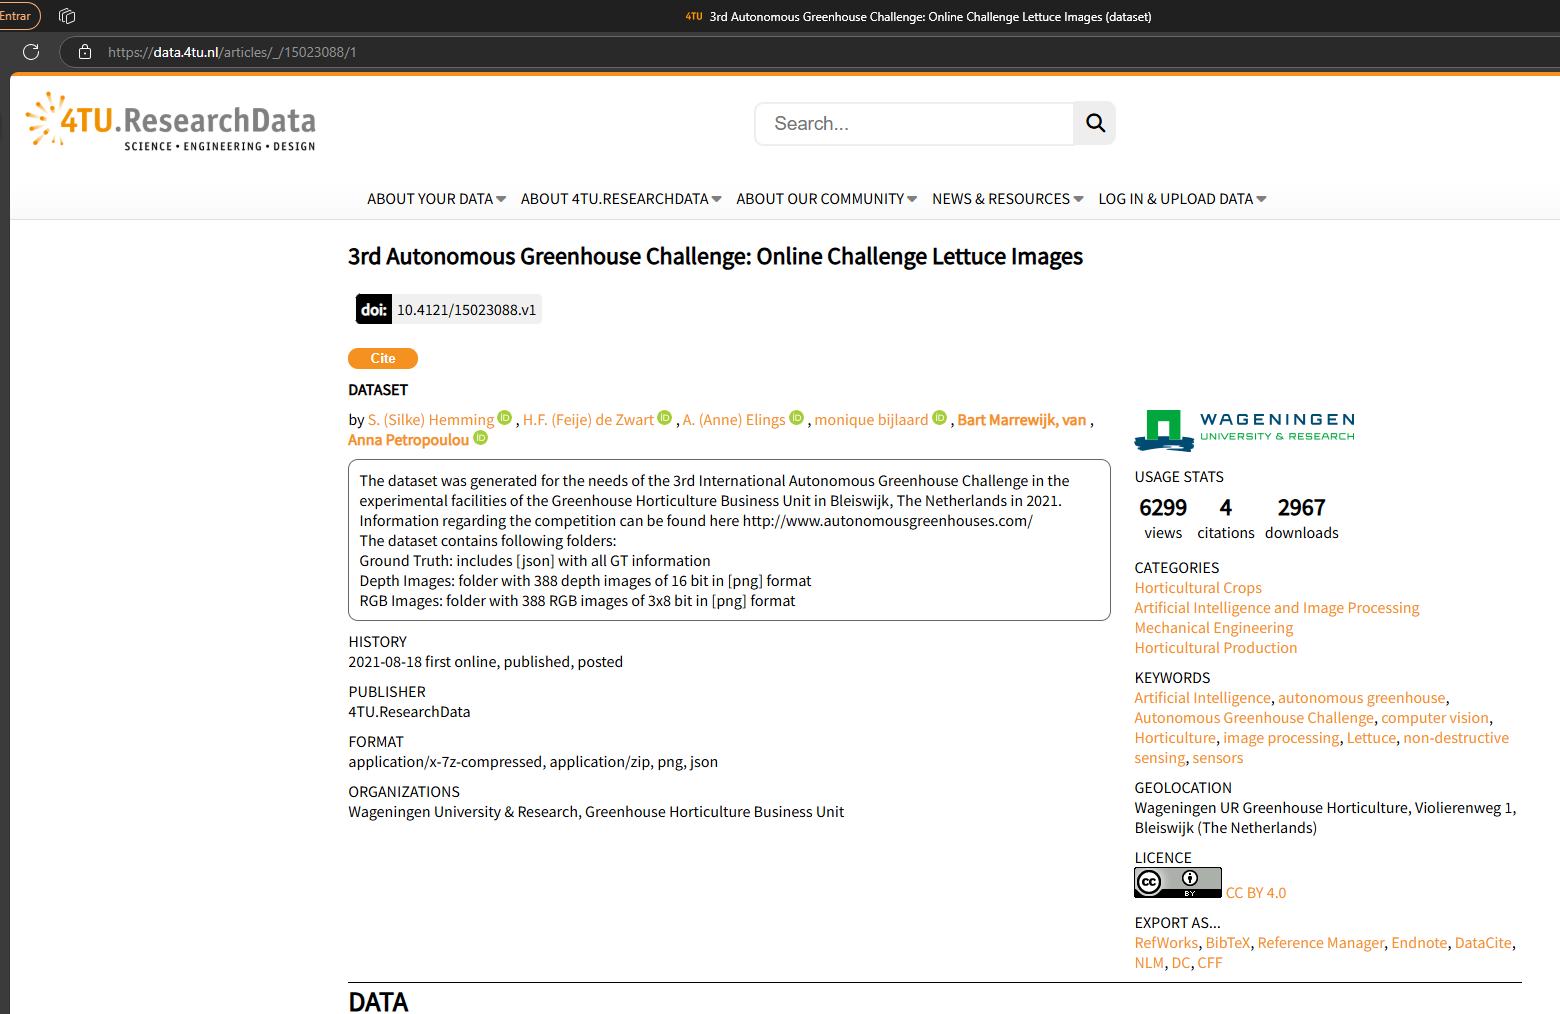 Entrar
4TU 3rd Autonomous Greenhouse Challenge: Online Challenge Lettuce Images (dataset)
https://data.4tu.nl/articles/_/15023088/1
4TU.ResearchData
SCIENCE • ENGINEERING • DESIGN
Search...
ABOUT YOUR DATA ABOUT 4TU.RESEARCHDATA ABOUT OUR COMMUNITY NEWS & RESOURCES LOG IN & UPLOAD DATA
3rd Autonomous Greenhouse Challenge: Online Challenge Lettuce Images
doi: 10.4121/15023088.v1
Cite
DATASET
by S. (Silke) Hemming iD , H.F. (Feije) de Zwart iD , A. (Anne) Elings iD , monique bijlaard iD , Bart Marrewijk, van ,
Anna Petropoulou iD
The dataset was generated for the needs of the 3rd International Autonomous Greenhouse Challenge in the
experimental facilities of the Greenhouse Horticulture Business Unit in Bleiswijk, The Netherlands in 2021.
Information regarding the competition can be found here http://www.autonomousgreenhouses.com/
The dataset contains following folders:
Ground Truth: includes [json] with all GT information
Depth Images: folder with 388 depth images of 16 bit in [png] format
RGB Images: folder with 388 RGB images of 3x8 bit in [png] format
HISTORY
2021-08-18 first online, published, posted
PUBLISHER
4TU.ResearchData
FORMAT
application/x-7z-compressed, application/zip, png, json
ORGANIZATIONS
Wageningen University & Research, Greenhouse Horticulture Business Unit
WAGENINGEN
UNIVERSITY & RESEARCH
USAGE STATS
6299 4 2967
views citations downloads
CATEGORIES
Horticultural Crops
Artificial Intelligence and Image Processing
Mechanical Engineering
Horticultural Production
KEYWORDS
Artificial Intelligence, autonomous greenhouse,
Autonomous Greenhouse Challenge, computer vision,
Horticulture, image processing, Lettuce, non-destructive
sensing, sensors
GEOLOCATION
Wageningen UR Greenhouse Horticulture, Violierenweg 1,
Bleiswijk (The Netherlands)
LICENCE
cc BY CC BY 4.0
EXPORT AS...
RefWorks, BibTeX, Reference Manager, Endnote, DataCite,
NLM, DC, CFF
DATA